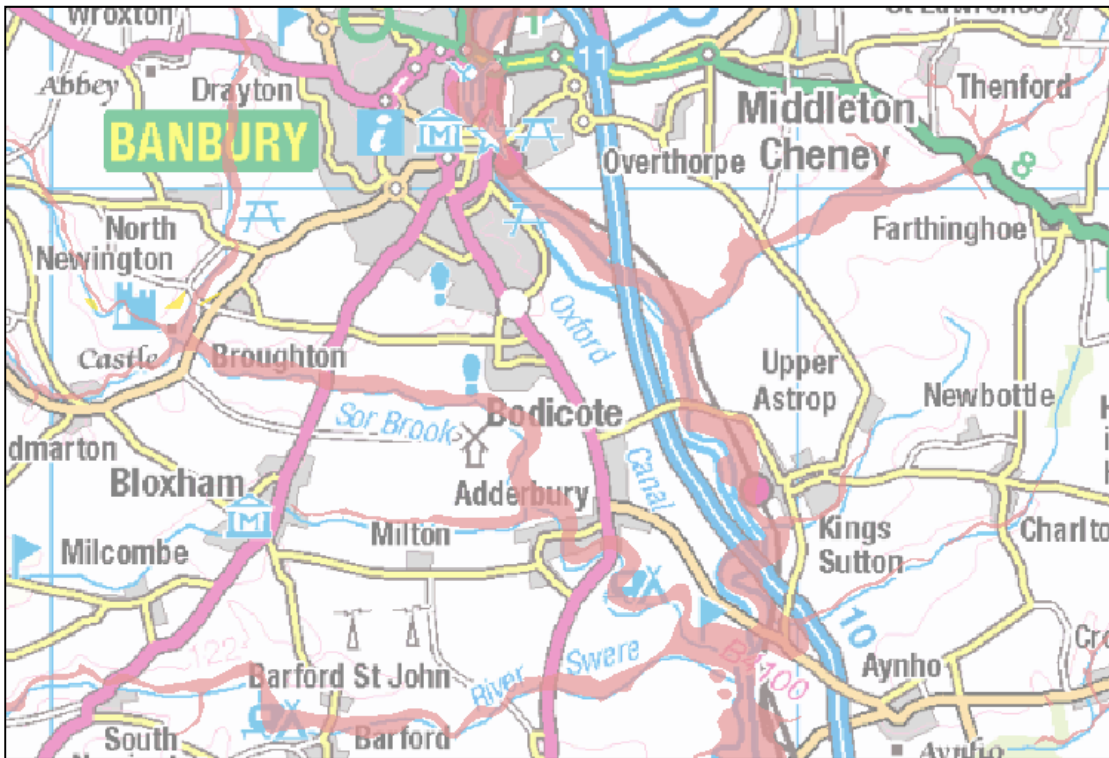 Wroxton
Abbey
Drayton
BANBURY
i
M
11
Thenford
Middleton
Cheney
Overthorpe
8
North
Newington
Farthinghoe
Castle
Broughton
Oxford
Upper
Astrop
Newbottle
Sor Brook
Bodicote
dmarton
Bloxham
M
Adderbury
Canal
Milton
Milcombe
Kings
Sutton
Charlto
10
122
Barford St John
River
Swere
B4100
Aynho
Cro
South
Barford
Aynho